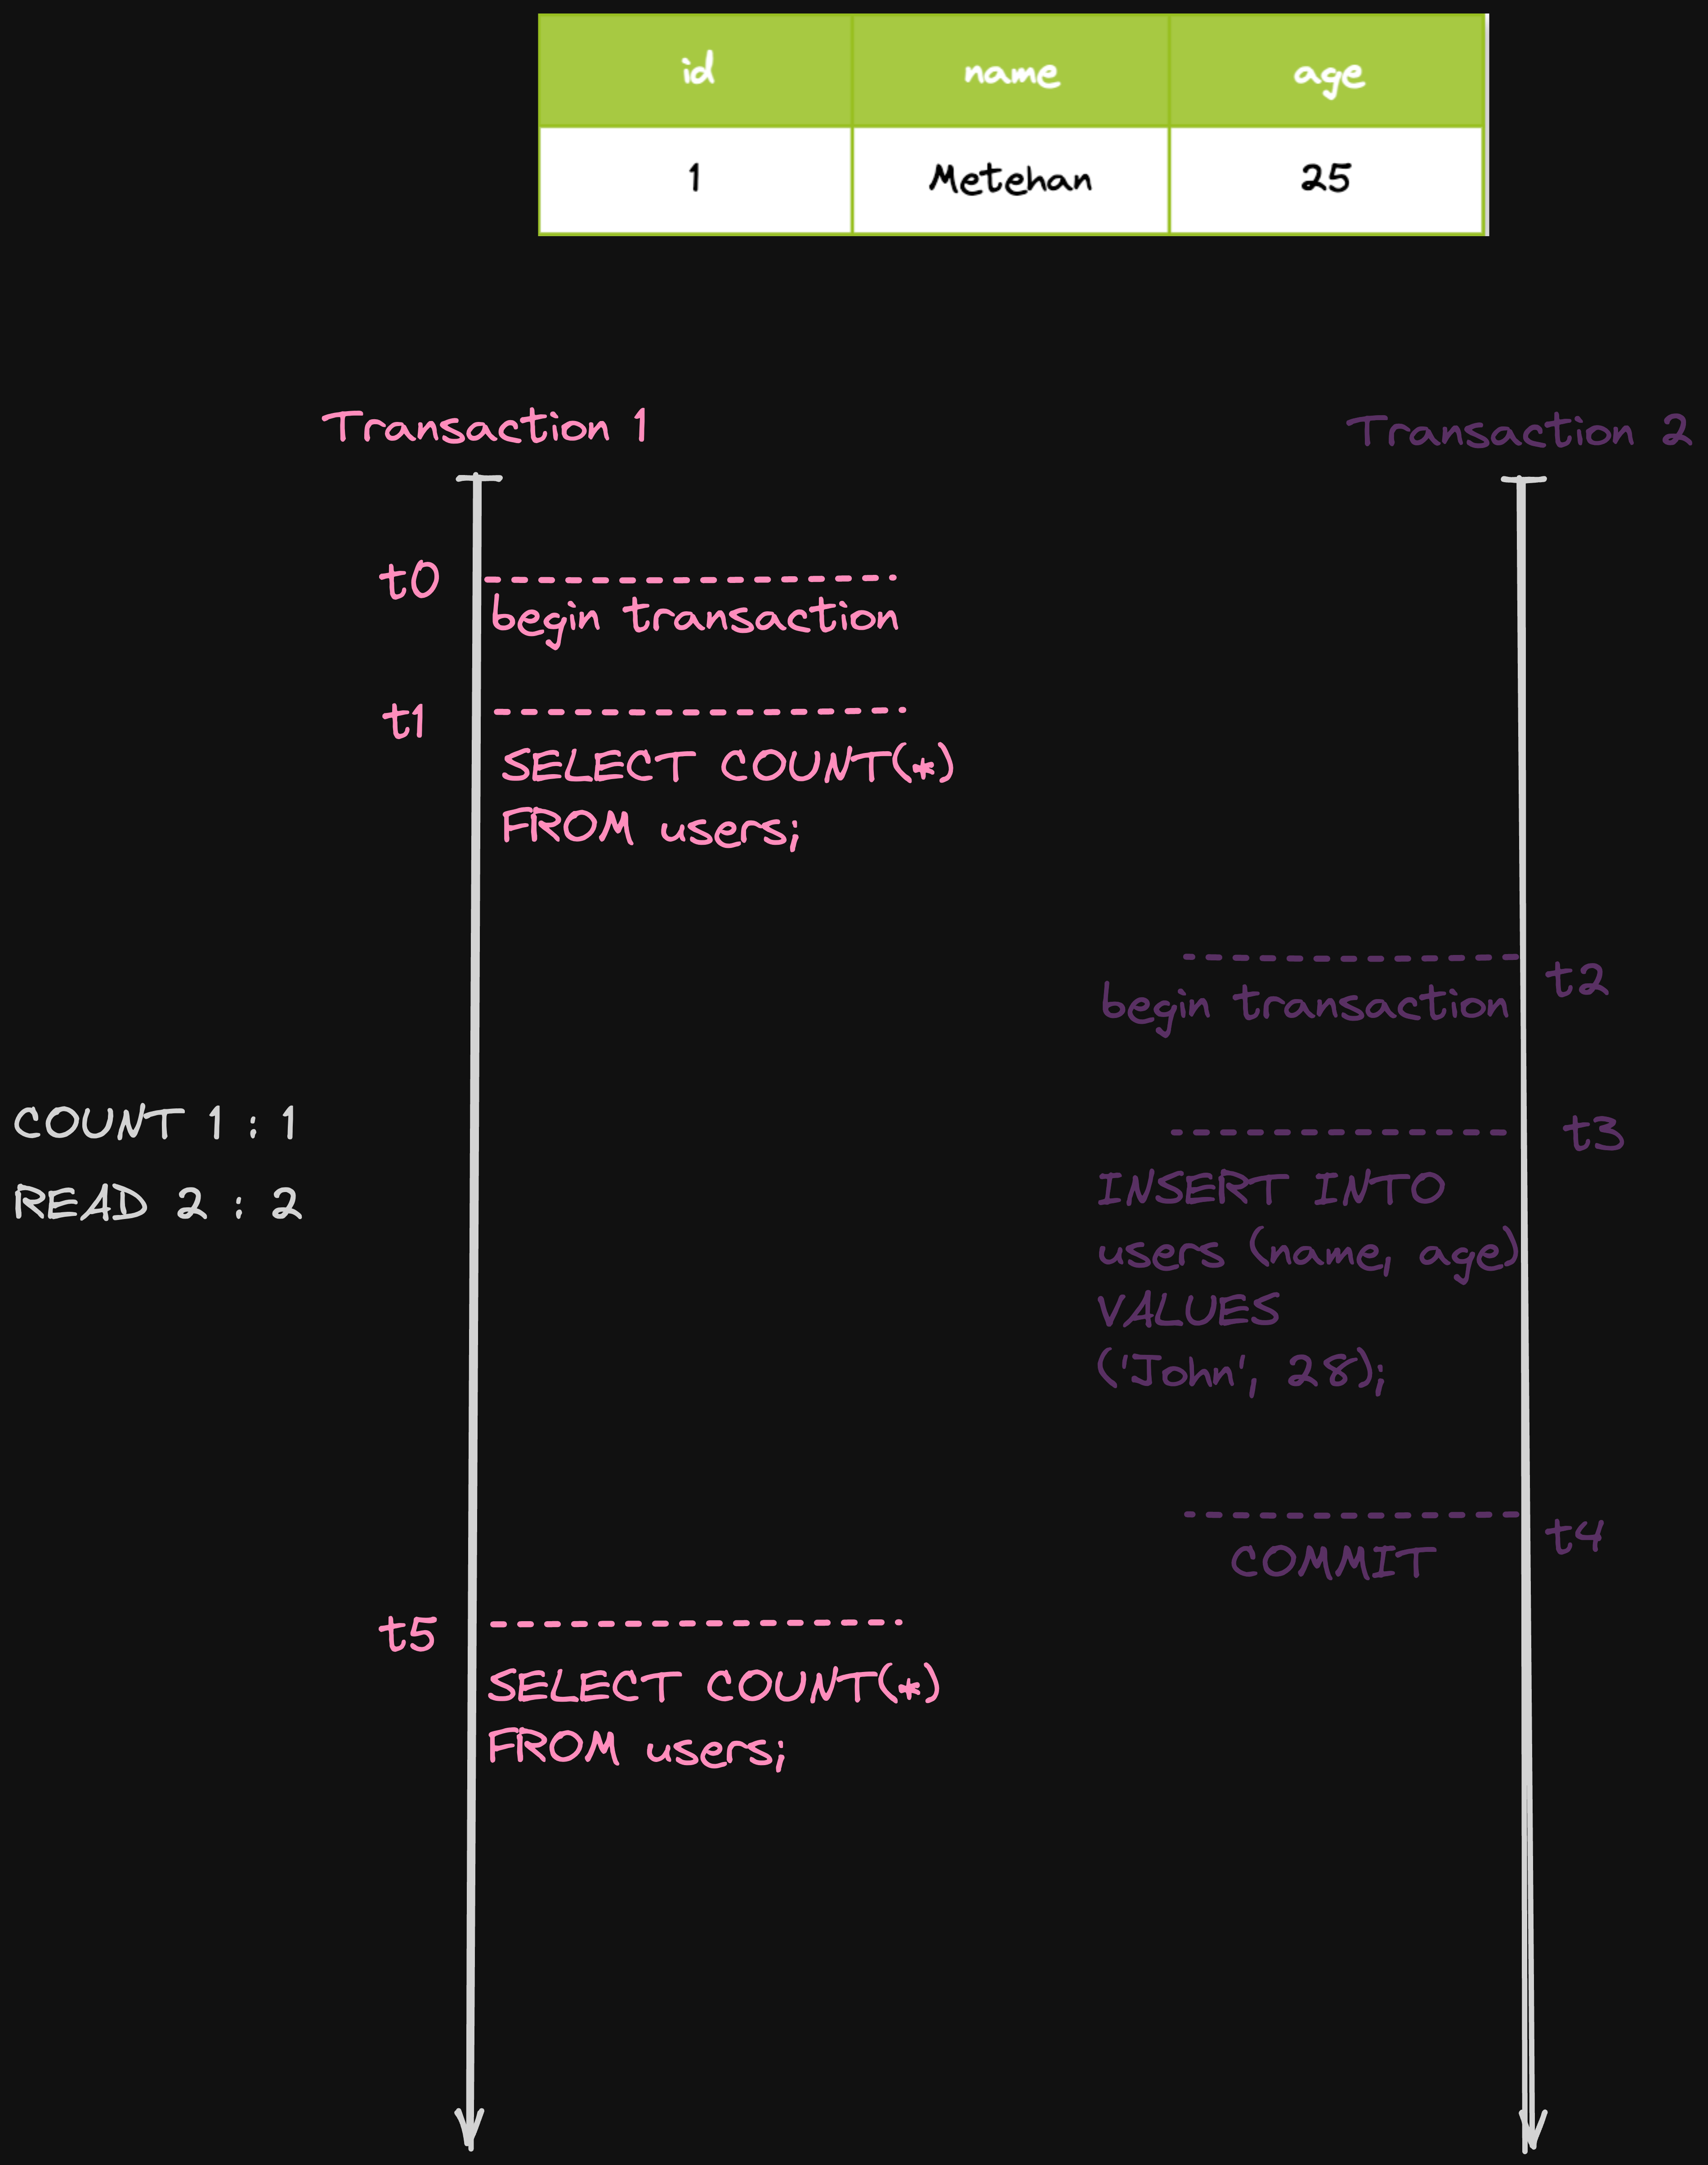 id name age
1 Metehan 25
Transaction 1
Transaction 2
t0
begin transaction
t1
SELECT COUNT(*)
FROM users;
t2
begin transaction
COUNT 1 : 1
READ 2 : 2
t3
INSERT INTO
users (name, age)
VALUES
('John', 28);
t4
COMMIT
t5
SELECT COUNT(*)
FROM users;